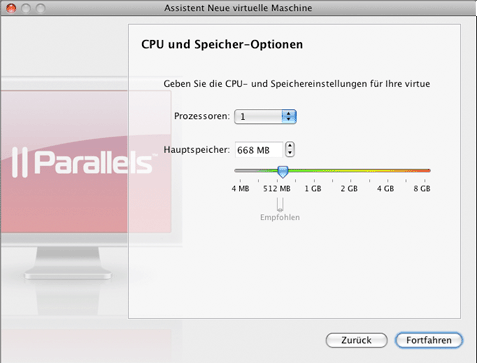 Assistent Neue virtuelle Maschine
CPU und Speicher-Optionen
Geben Sie die CPU- und Speichereinstellungen für Ihre virtue
Prozessoren: 1
Hauptspeicher: 668 MB
4 MB 512 MB 1 GB 2 GB 4 GB 8 GB
Empfohlen
Parallels™
Zurück Fortfahren